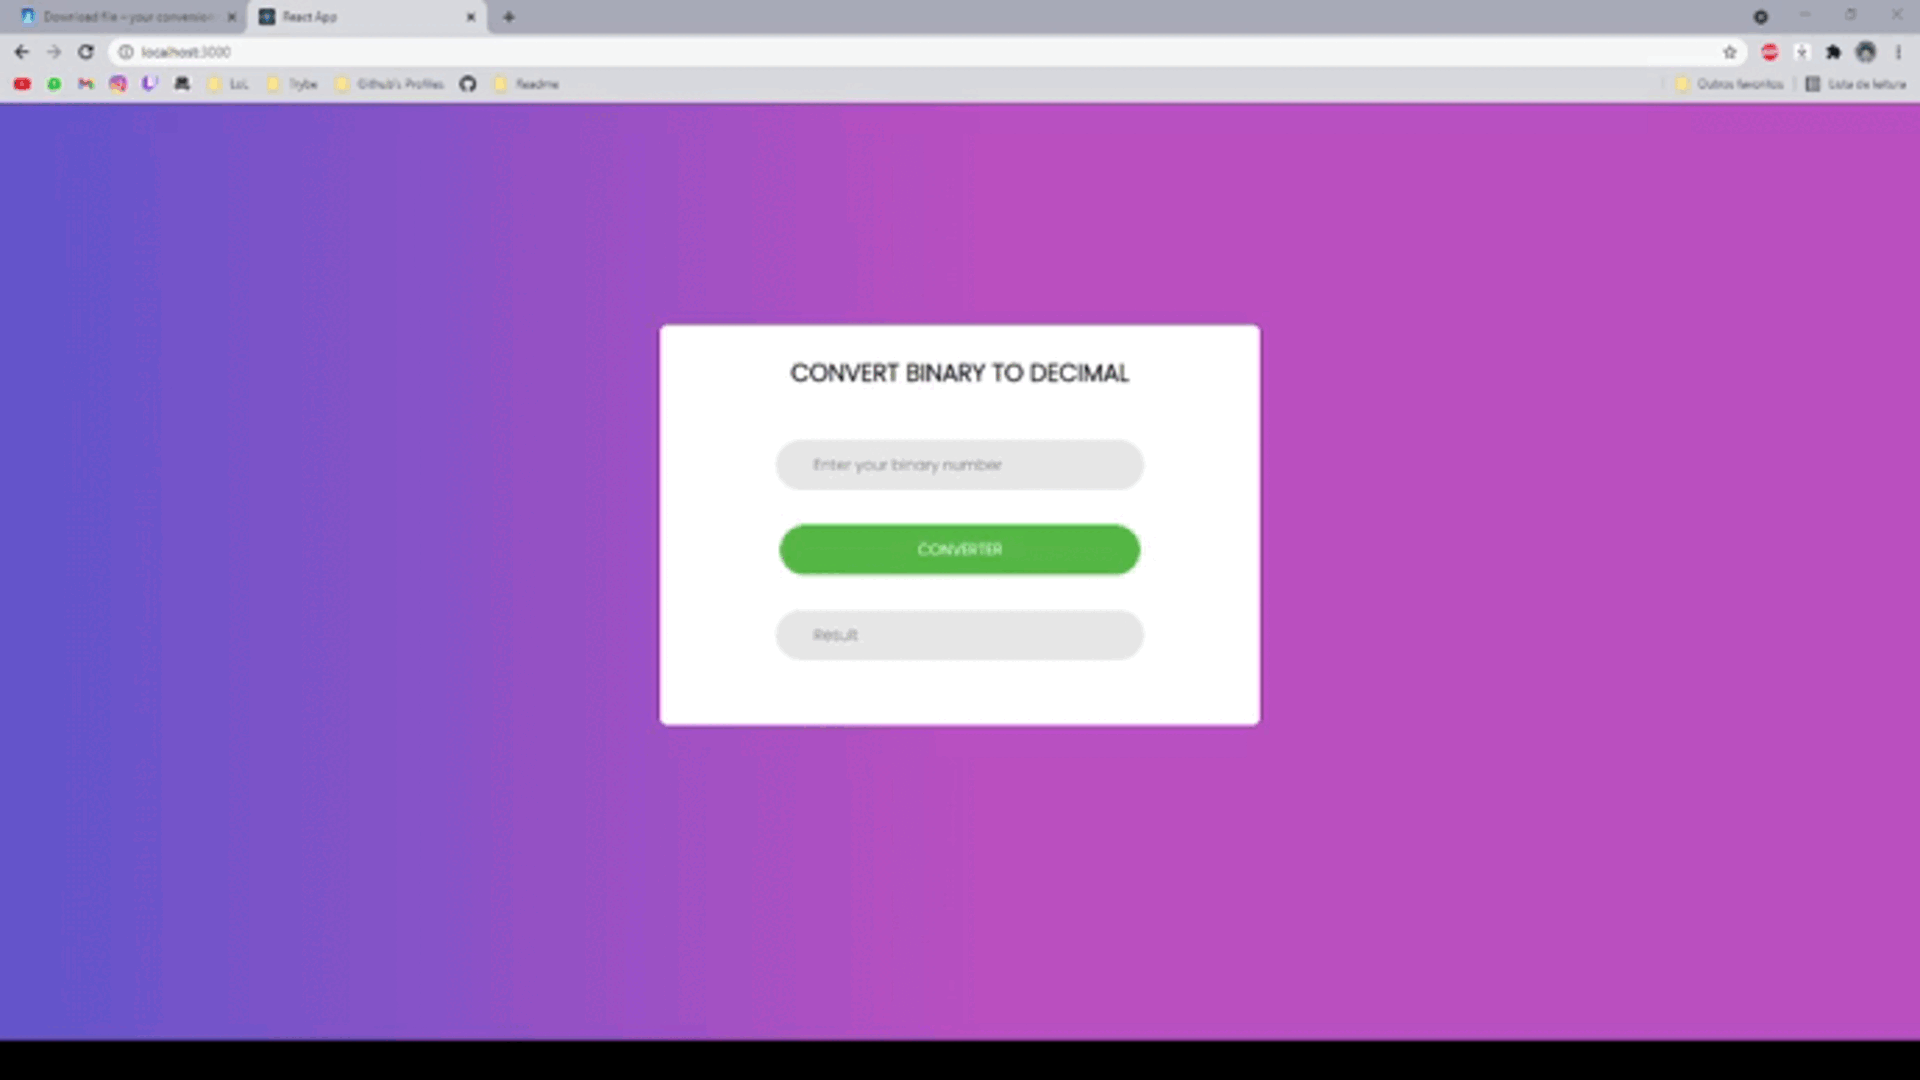 Download file – your conversion
React App
localhost:3000
LoL
Trybe
Github's Profiles
Readme
Outros favoritos
Lista de leitura
CONVERT BINARY TO DECIMAL
Enter your binary number
CONVERTER
Result